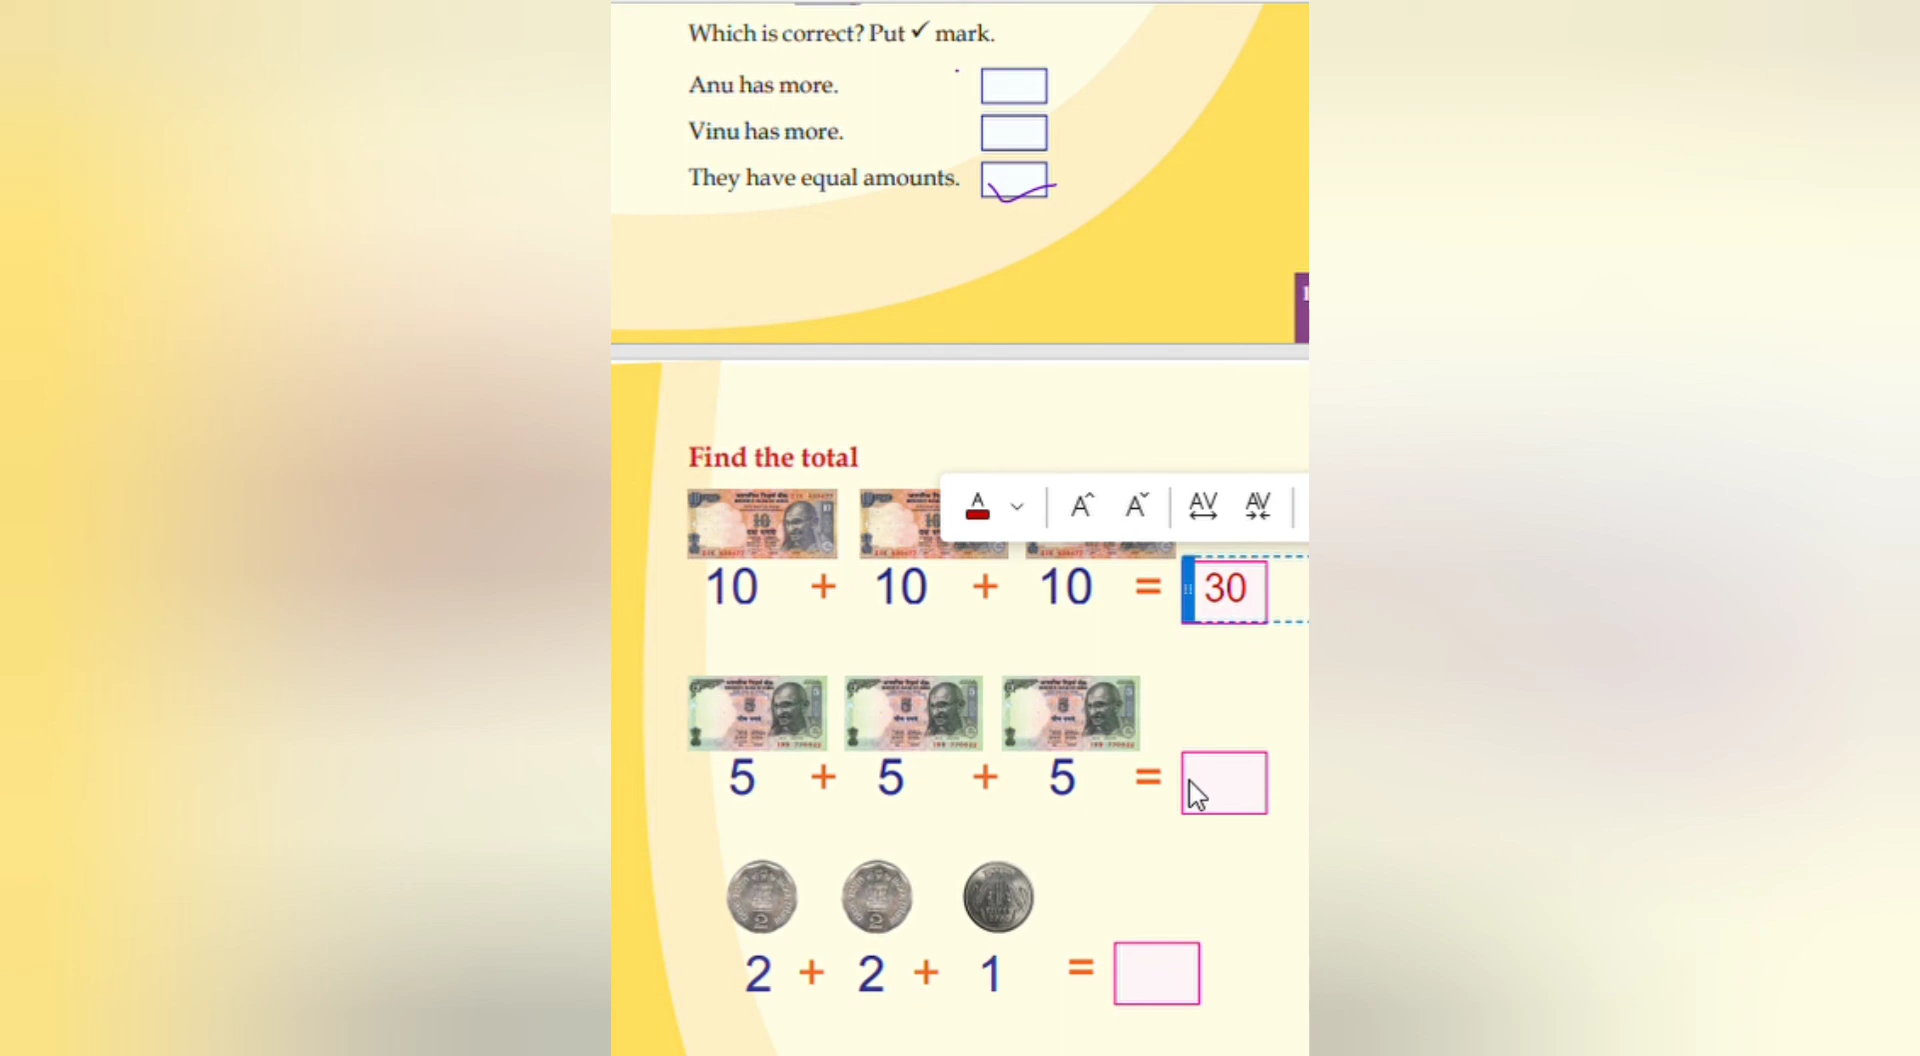 Which is correct? Put ✓ mark.
Anu has more.
Vinu has more.
They have equal amounts.
Find the total
10 + 10 + 10 = 30
5 + 5 + 5 =
2 + 2 + 1 =